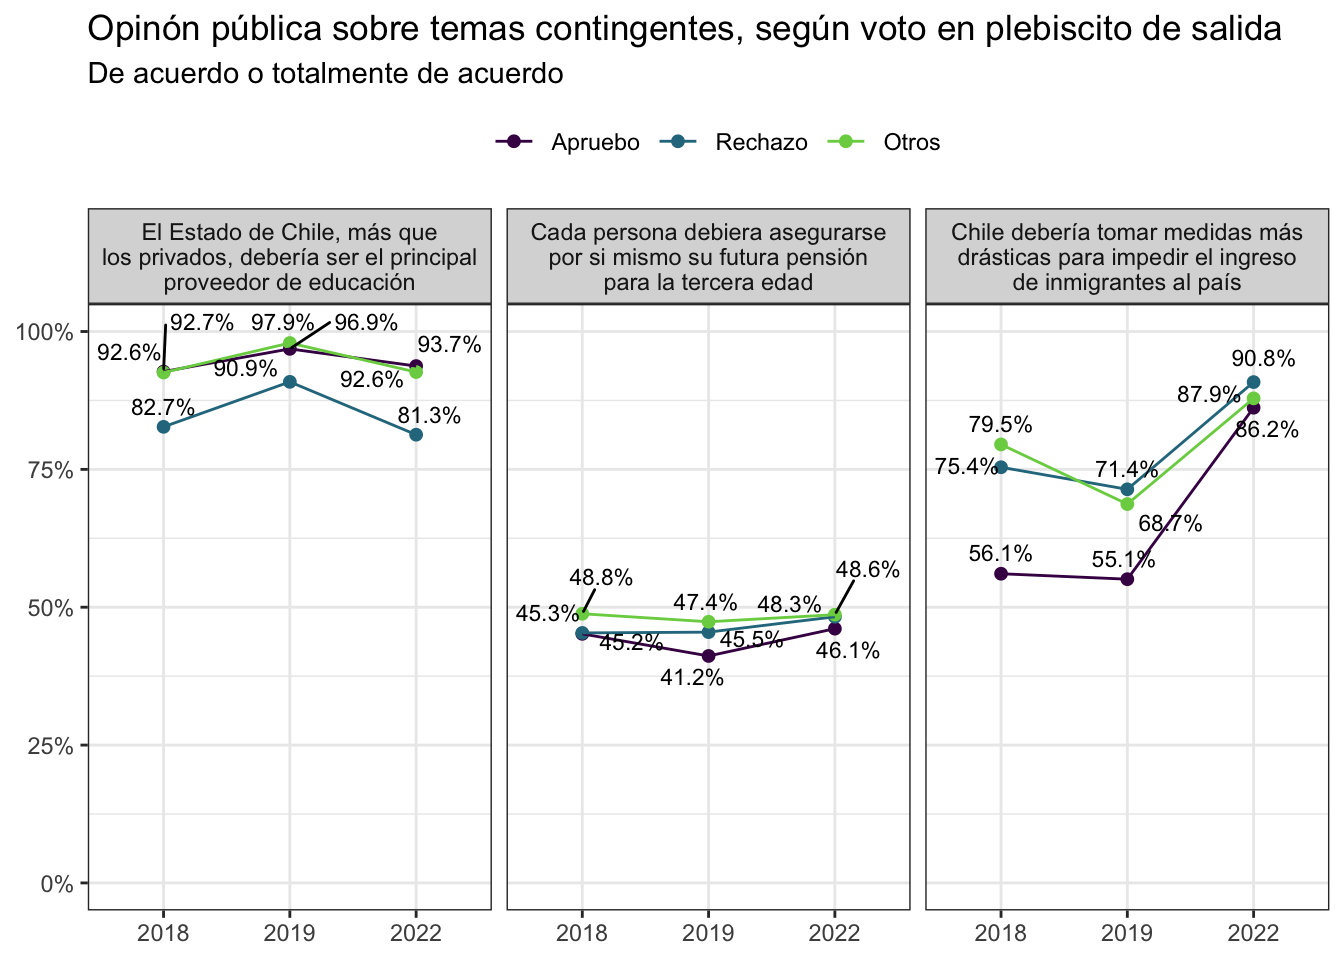 Opinón pública sobre temas contingentes, según voto en plebiscito de salida
De acuerdo o totalmente de acuerdo
Apruebo Rechazo Otros
El Estado de Chile, más que
los privados, debería ser el principal
proveedor de educación
Cada persona debiera asegurarse
por si mismo su futura pensión
para la tercera edad
Chile debería tomar medidas más
drásticas para impedir el ingreso
de inmigrantes al país
100%
75%
50%
25%
0%
92.7% 97.9% 96.9%
93.7%
92.6%
90.9%
92.6%
82.7%
81.3%
48.8%
48.6%
45.3%
47.4%
48.3%
45.2%
45.5%
46.1%
41.2%
90.8%
87.9%
79.5%
86.2%
75.4%
71.4%
68.7%
56.1%
55.1%
2018 2019 2022
2018 2019 2022
2018 2019 2022